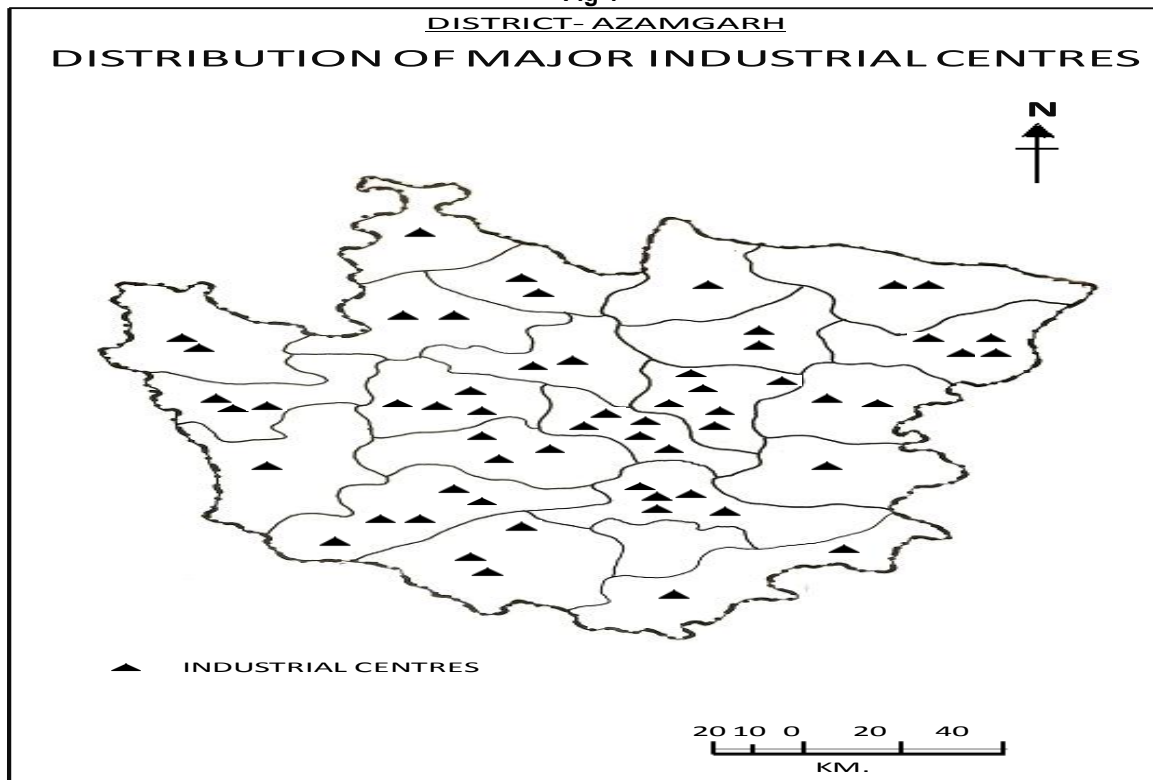 DISTRICT- AZAMGARH
DISTRIBUTION OF MAJOR INDUSTRIAL CENTRES
N
INDUSTRIAL CENTRES
20 10 0 20 40
KM.